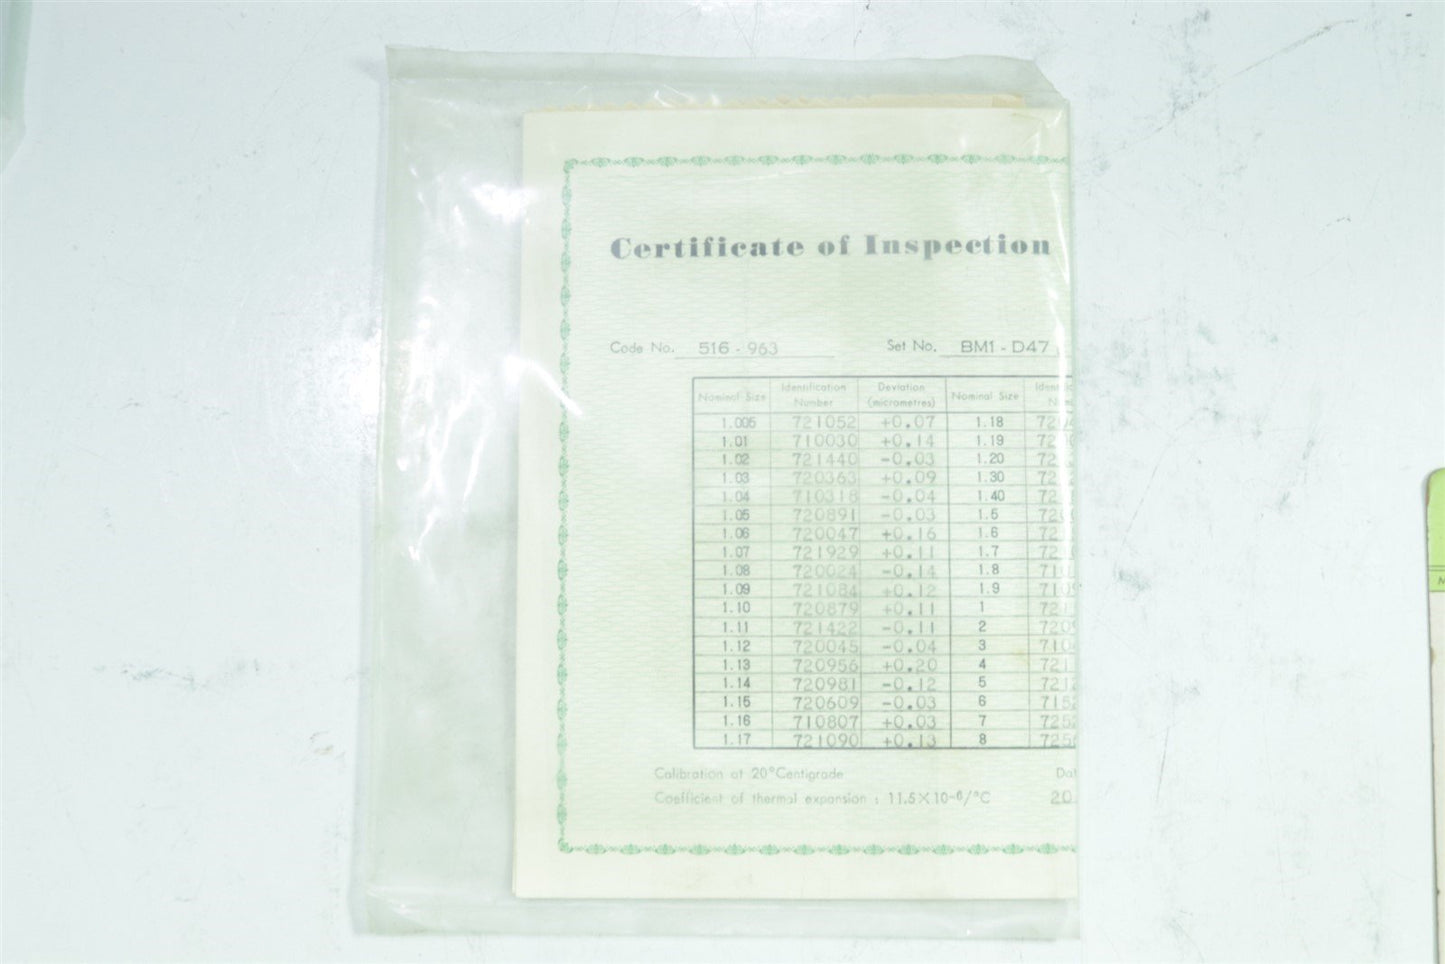 Certificate of Inspection
Code No. 516 - 963 Set No. BM1 - D47
Nominal Size Identification Number Deviation (micrometres) Nominal Size
1.005 721052 +0.07 1.18
1.01 710030 +0.14 1.19
1.02 721440 -0.03 1.20
1.03 720363 +0.09 1.30
1.04 710318 -0.04 1.40
1.05 720891 -0.03 1.5
1.06 720047 +0.16 1.6
1.07 721929 +0.11 1.7
1.08 720024 -0.14 1.8
1.09 721084 +0.12 1.9
1.10 720879 +0.11 1
1.11 721422 -0.11 2
1.12 720045 -0.04 3
1.13 720956 +0.20 4
1.14 720981 -0.12 5
1.15 720609 -0.03 6
1.16 710807 +0.03 7
1.17 721090 +0.13 8
Calibration at 20°Centigrade
Coefficient of thermal expansion : 11.5×10-6/°C 20